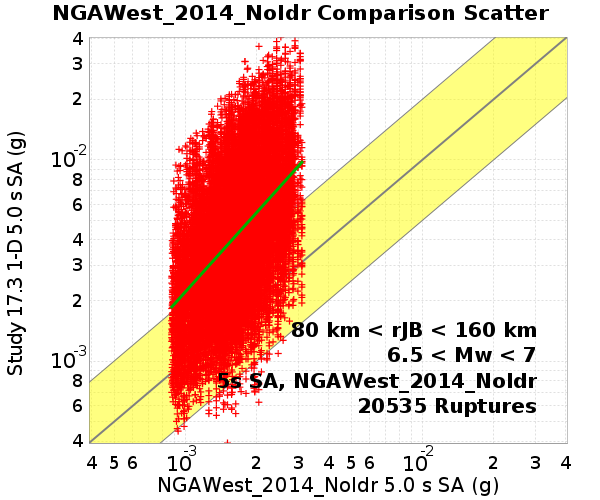 NGAWest_2014_NoIdr Comparison Scatter
Study 17.3 1-D 5.0 s SA (g)
4
3
2
10-2
8
6
4
3
2
10-3
8
6
4
80 km < rJB < 160 km
6.5 < Mw < 7
5s SA, NGAWest_2014_NoIdr
20535 Ruptures
4 5 6 8 10-3 2 3 4 5 6 8 10-2 2 3 4
NGAWest_2014_NoIdr 5.0 s SA (g)